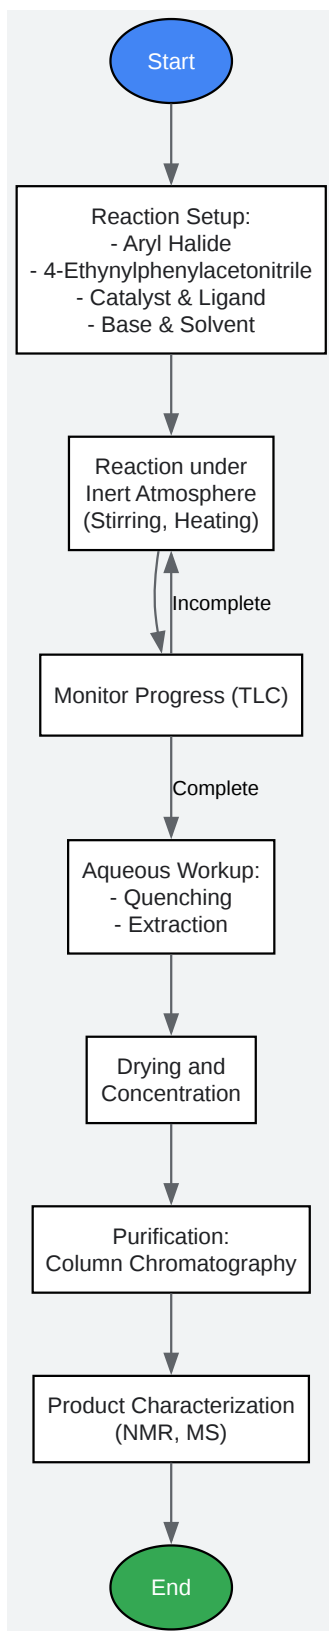 Start
Reaction Setup:
- Aryl Halide
- 4-Ethynylphenylacetonitrile
- Catalyst & Ligand
- Base & Solvent
Reaction under
Inert Atmosphere
(Stirring, Heating)
Incomplete
Monitor Progress (TLC)
Complete
Aqueous Workup:
- Quenching
- Extraction
Drying and
Concentration
Purification:
Column Chromatography
Product Characterization
(NMR, MS)
End